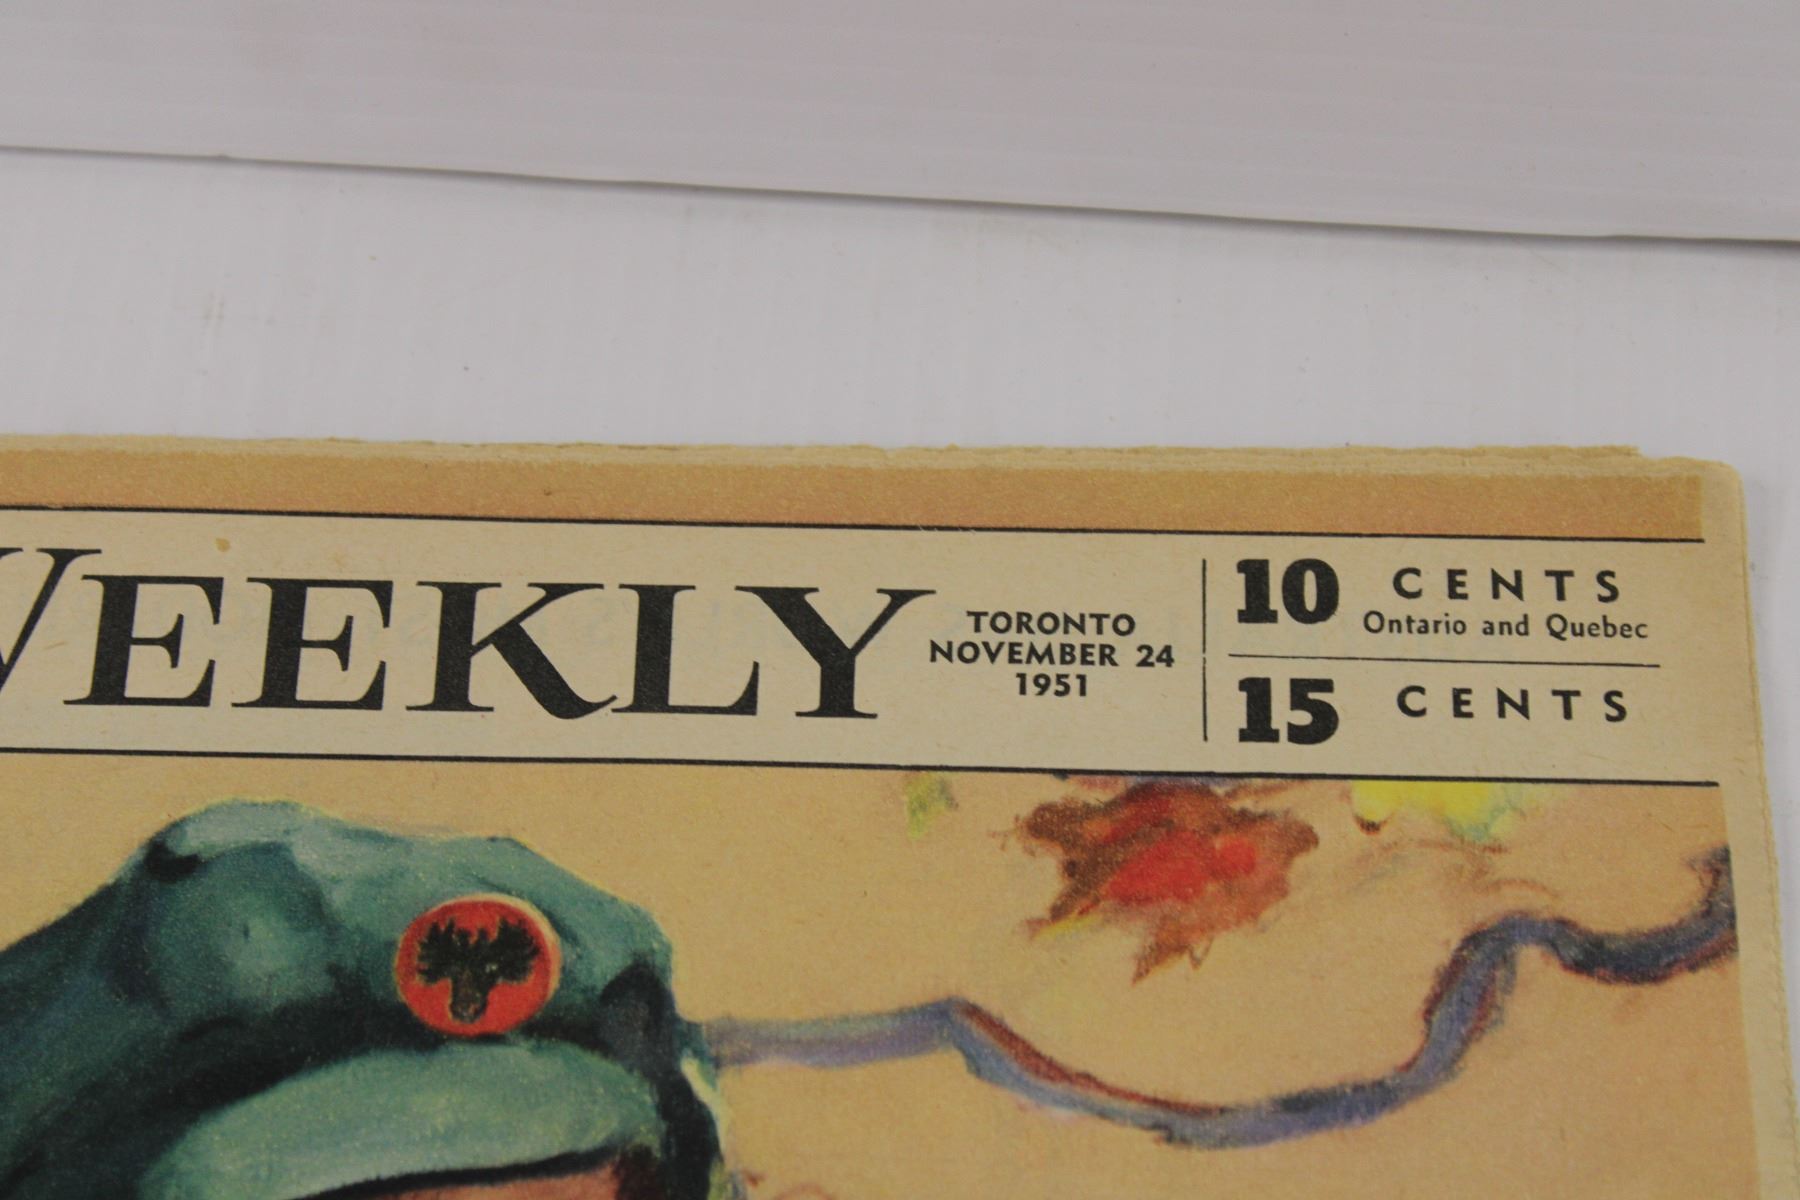 WEEKLY
TORONTO
NOVEMBER 24
1951
10 CENTS
Ontario and Quebec
15 CENTS